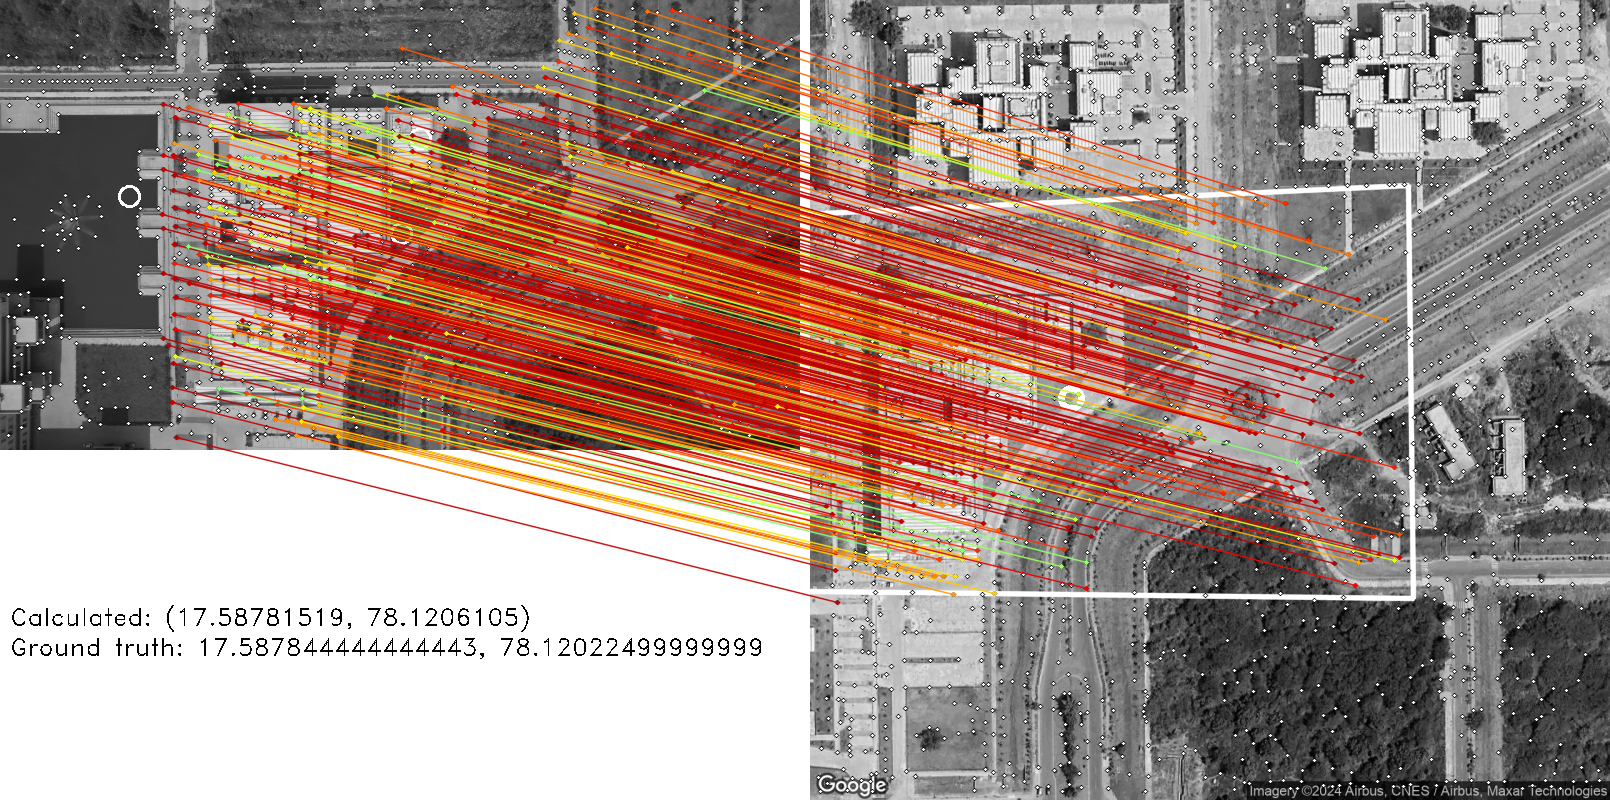 Calculated: (17.58781519, 78.1206105)
Ground truth: 17.587844444444443, 78.12022499999999
Google
Imagery ©2024 Airbus, CNES / Airbus, Maxar Technologies